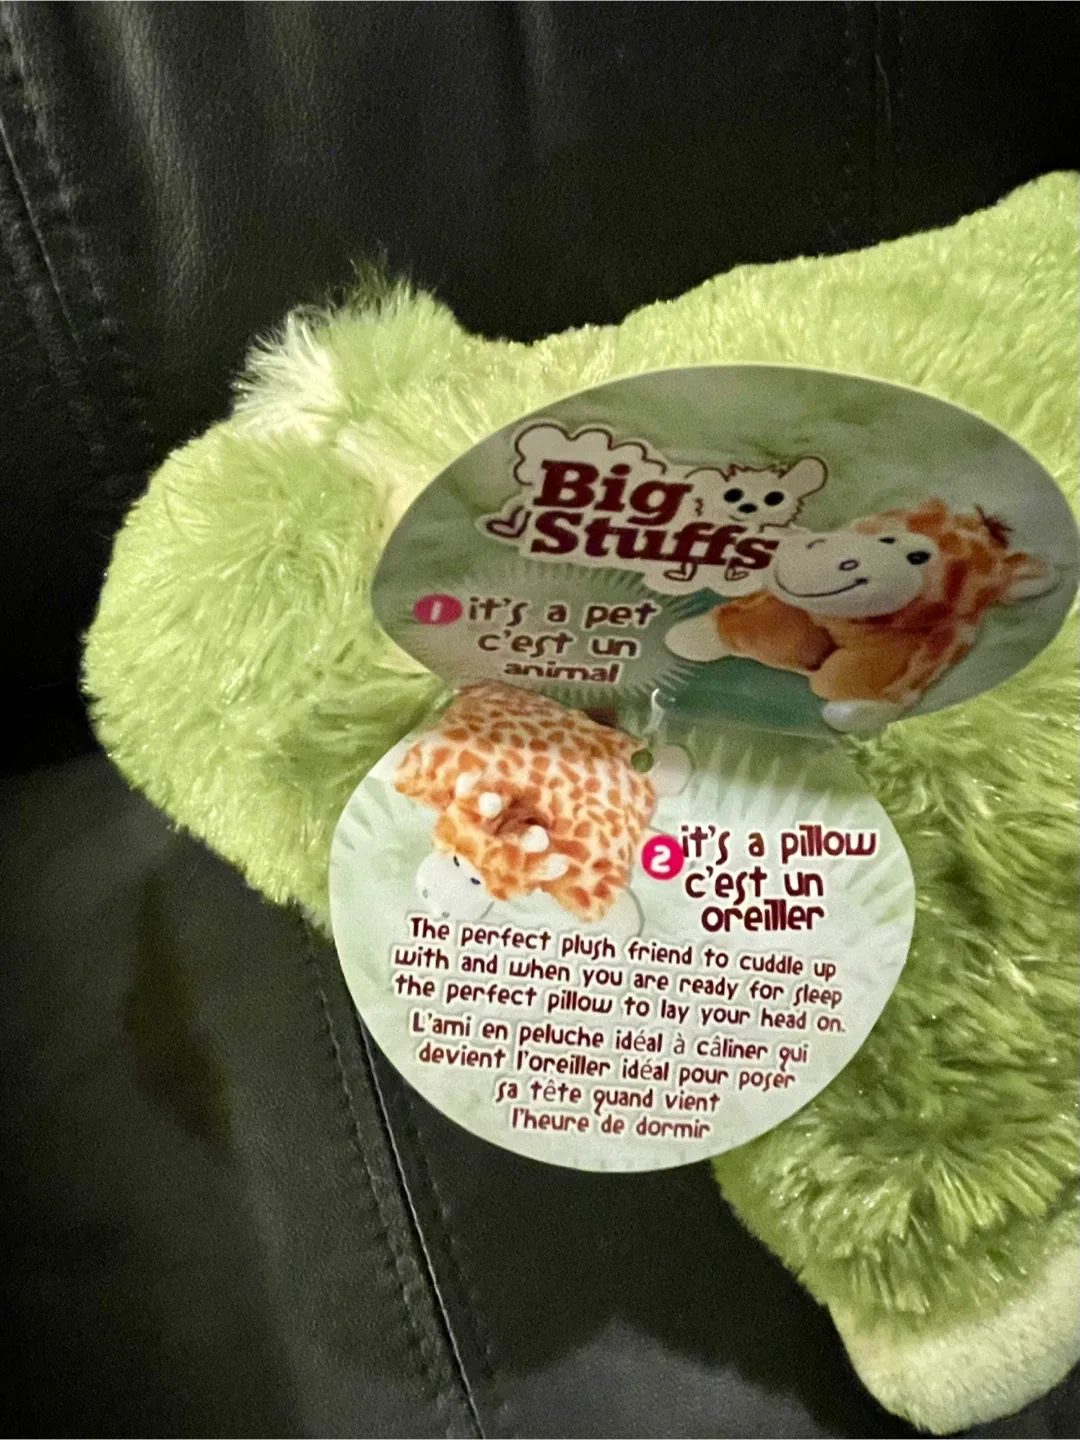 Big
Stuffs
1 it's a pet
c'est un
animal
2 it's a pillow
c'est un
oreiller
The perfect plush friend to cuddle up
with and when you are ready for sleep
the perfect pillow to lay your head on.
L'ami en peluche idéal à câliner qui
devient l'oreiller idéal pour poser
sa tête quand vient
l'heure de dormir